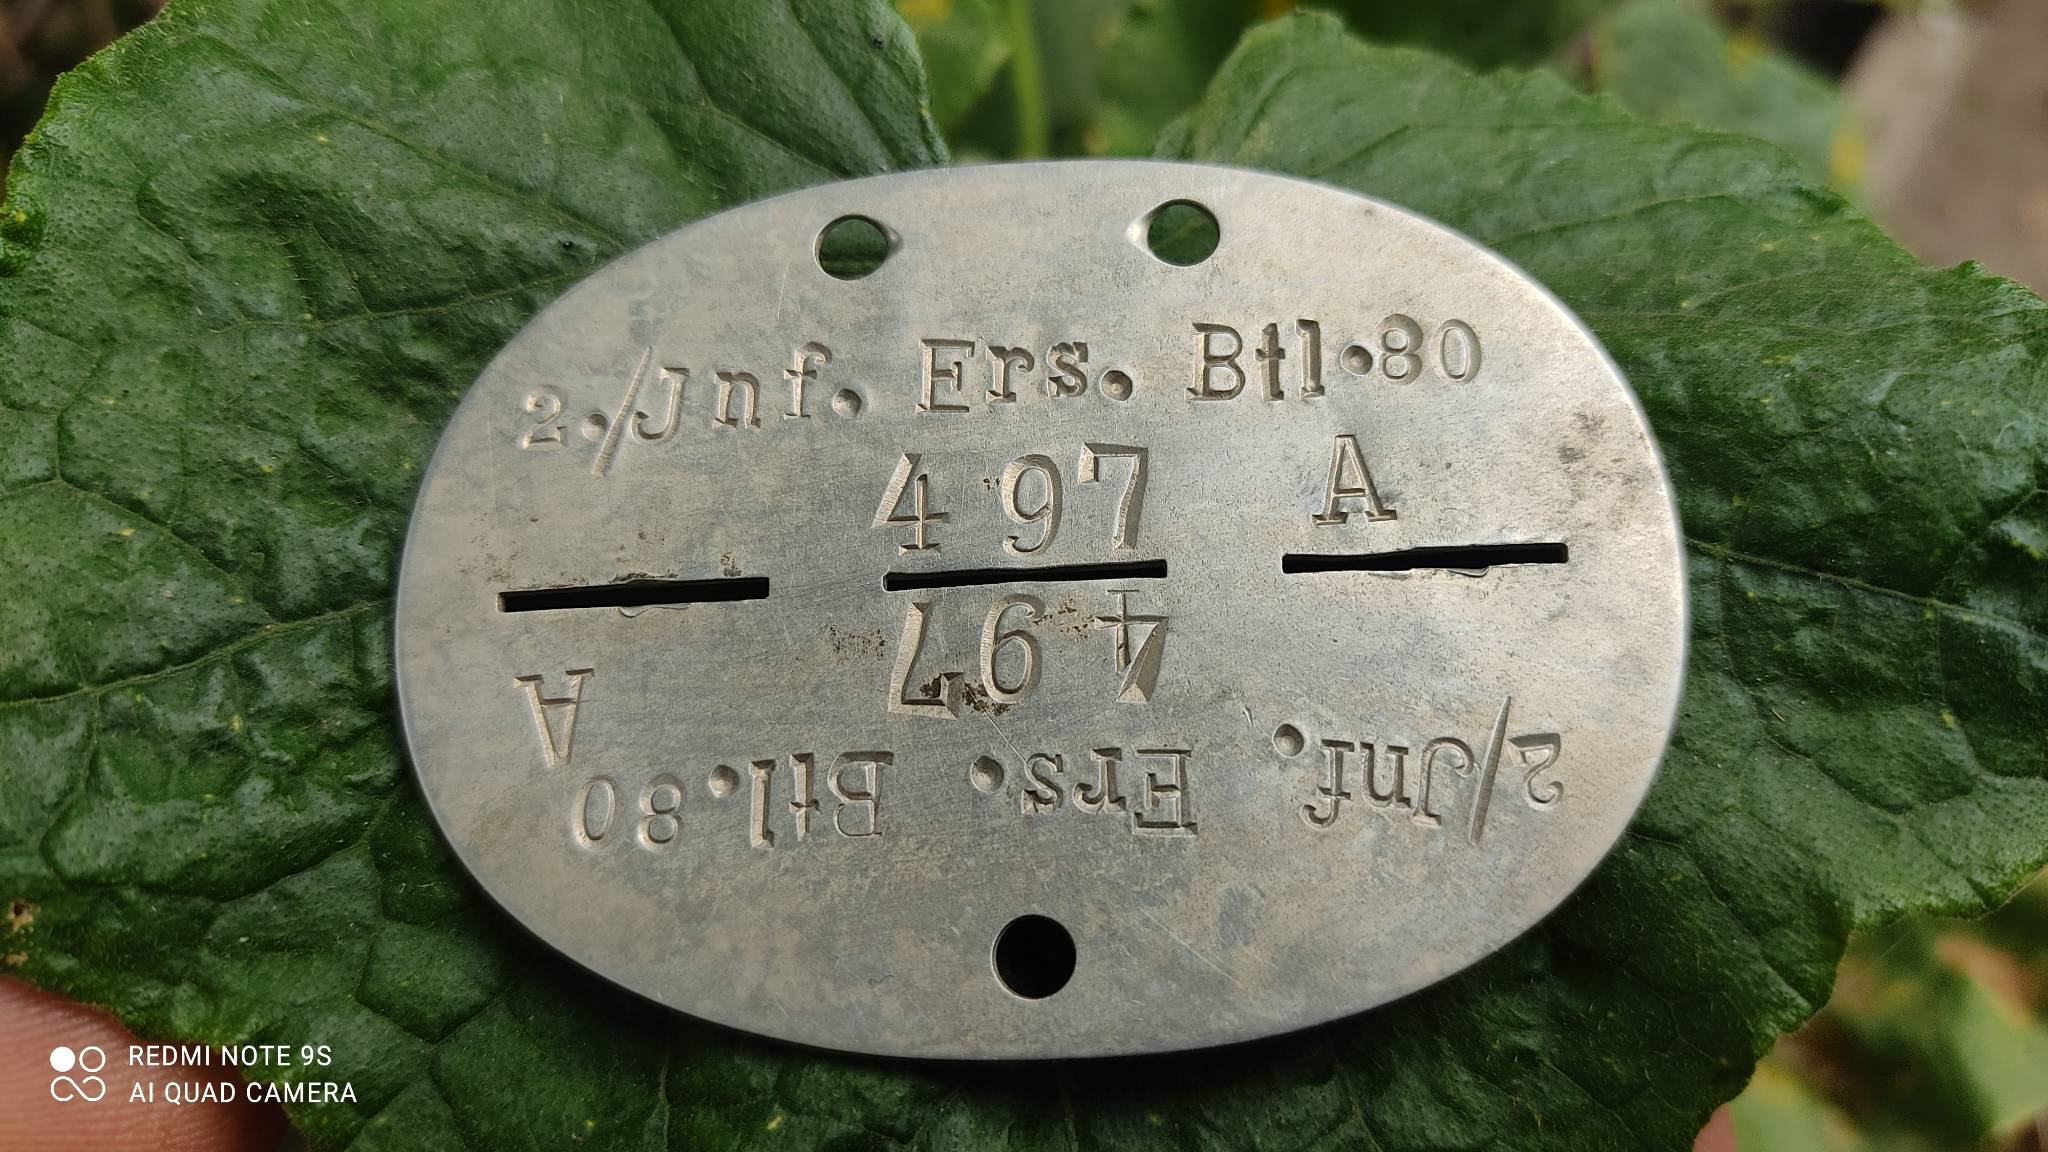 2./Jnf. Ers. Btl.80
497 A
497 A
2/Jnf. Ers. Btl.80
REDMI NOTE 9S
AI QUAD CAMERA